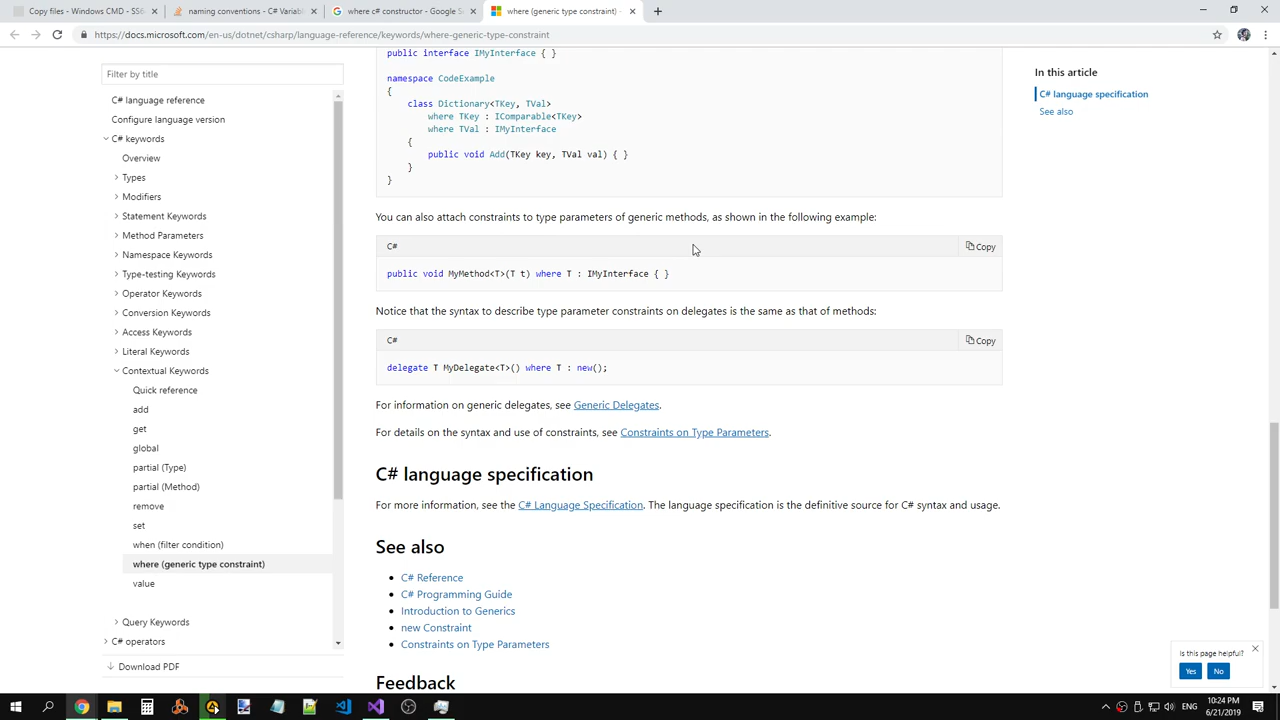 Copy files - Windows CMD - SS64
naming conventions - C# Variabl
where c# constructor - Google Se
where (generic type constraint) -
https://docs.microsoft.com/en-us/dotnet/csharp/language-reference/keywords/where-generic-type-constraint
Filter by title
C# language reference
Configure language version
C# keywords
Overview
Types
Modifiers
Statement Keywords
Method Parameters
Namespace Keywords
Type-testing Keywords
Operator Keywords
Conversion Keywords
Access Keywords
Literal Keywords
Contextual Keywords
Quick reference
add
get
global
partial (Type)
partial (Method)
remove
set
when (filter condition)
where (generic type constraint)
value
Query Keywords
C# operators
Download PDF
public interface IMyInterface { }
namespace CodeExample
{
class Dictionary<TKey, TVal>
where TKey : IComparable<TKey>
where TVal : IMyInterface
{
public void Add(TKey key, TVal val) { }
}
}
You can also attach constraints to type parameters of generic methods, as shown in the following example:
C#
Copy
public void MyMethod<T>(T t) where T : IMyInterface { }
Notice that the syntax to describe type parameter constraints on delegates is the same as that of methods:
C#
Copy
delegate T MyDelegate<T>() where T : new();
For information on generic delegates, see Generic Delegates.
For details on the syntax and use of constraints, see Constraints on Type Parameters.
C# language specification
For more information, see the C# Language Specification. The language specification is the definitive source for C# syntax and usage.
See also
C# Reference
C# Programming Guide
Introduction to Generics
new Constraint
Constraints on Type Parameters
Feedback
In this article
C# language specification
See also
Is this page helpful?
Yes
No
ENG
10:24 PM
6/21/2019